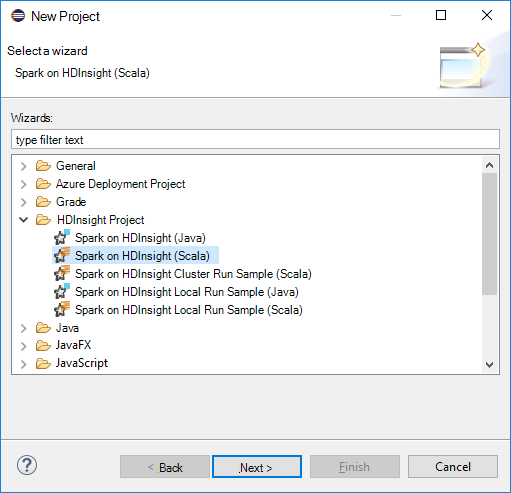 New Project
Select a wizard
Spark on HDInsight (Scala)
Wizards:
type filter text
General
Azure Deployment Project
Grade
HDInsight Project
Spark on HDInsight (Java)
Spark on HDInsight (Scala)
Spark on HDInsight Cluster Run Sample (Scala)
Spark on HDInsight Local Run Sample (Java)
Spark on HDInsight Local Run Sample (Scala)
Java
JavaFX
JavaScript
? < Back Next > Finish Cancel